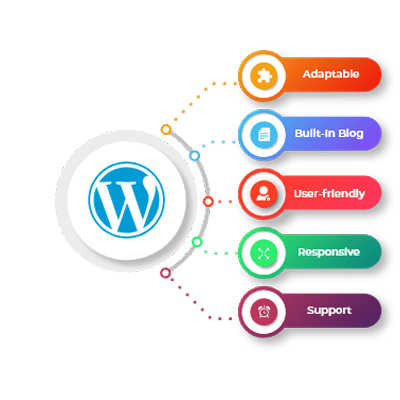 Adaptable
Built-In Blog
User-friendly
Responsive
Support